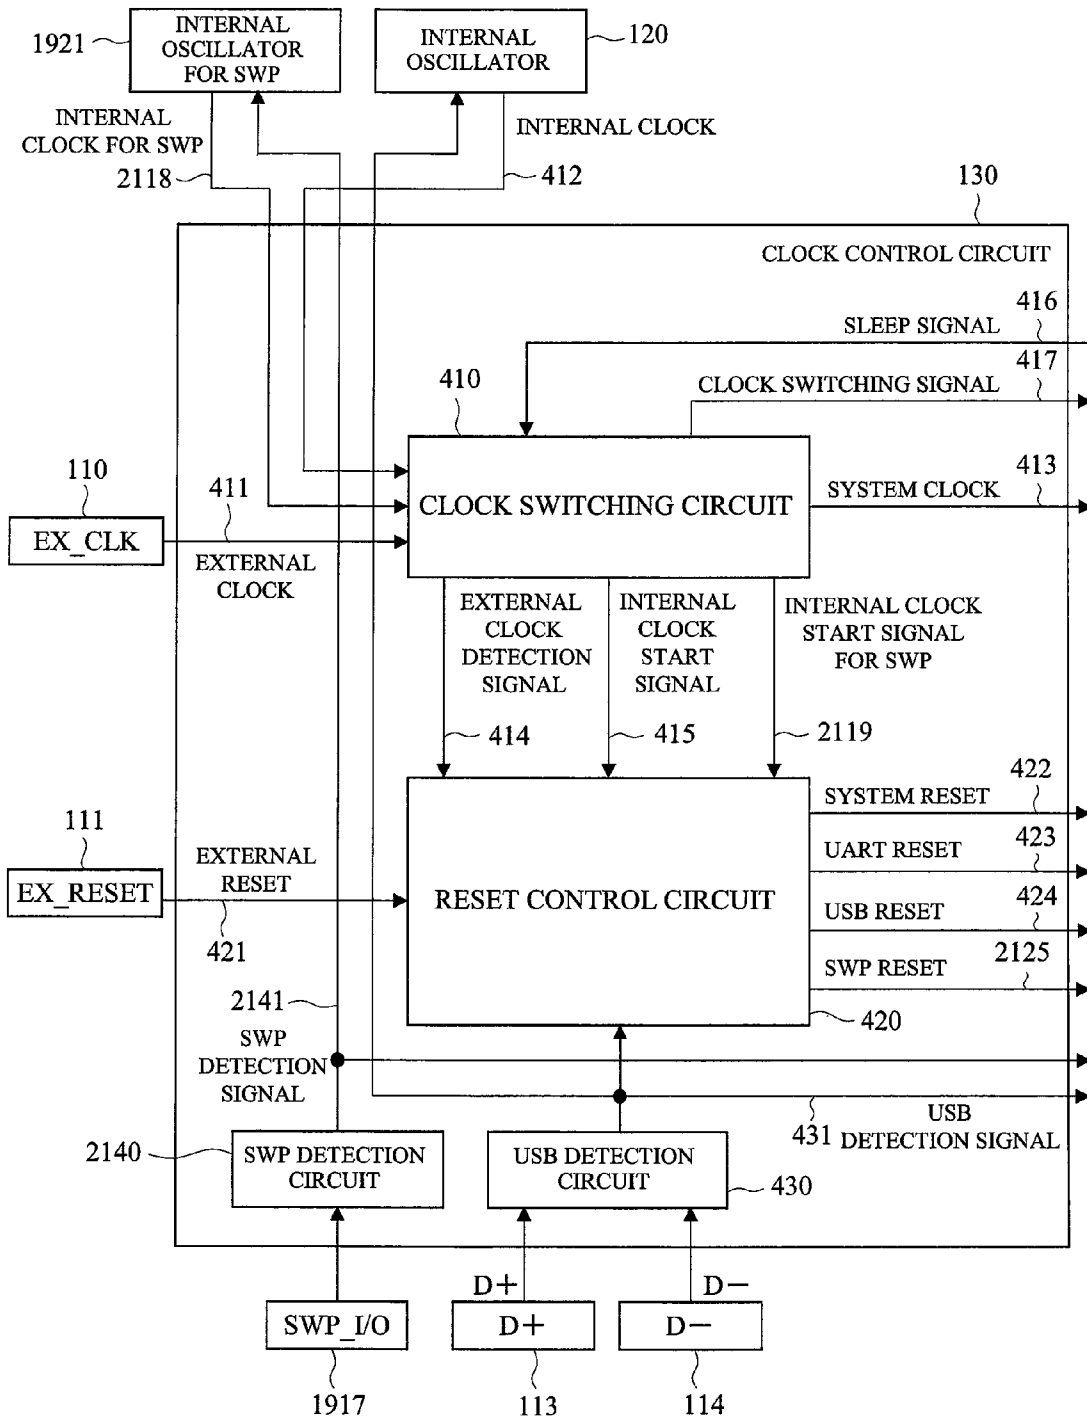 1921
INTERNAL
OSCILLATOR
FOR SWP
INTERNAL
OSCILLATOR
120
INTERNAL
CLOCK FOR SWP
2118
INTERNAL CLOCK
412
130
CLOCK CONTROL CIRCUIT
416
SLEEP SIGNAL
417
CLOCK SWITCHING SIGNAL
410
110
411
413
SYSTEM CLOCK
CLOCK SWITCHING CIRCUIT
EX_CLK
EXTERNAL
CLOCK
EXTERNAL
CLOCK
DETECTION
SIGNAL
INTERNAL
CLOCK
START
SIGNAL
INTERNAL CLOCK
START SIGNAL
FOR SWP
414
415
2119
422
SYSTEM RESET
111
423
UART RESET
EXTERNAL
RESET
EX_RESET
RESET CONTROL CIRCUIT
424
USB RESET
421
2125
SWP RESET
2141
420
SWP
DETECTION
SIGNAL
USB
DETECTION SIGNAL
431
2140
SWP DETECTION
CIRCUIT
USB DETECTION
CIRCUIT
430
D+
D−
SWP_I/O
D+
D−
1917
113
114